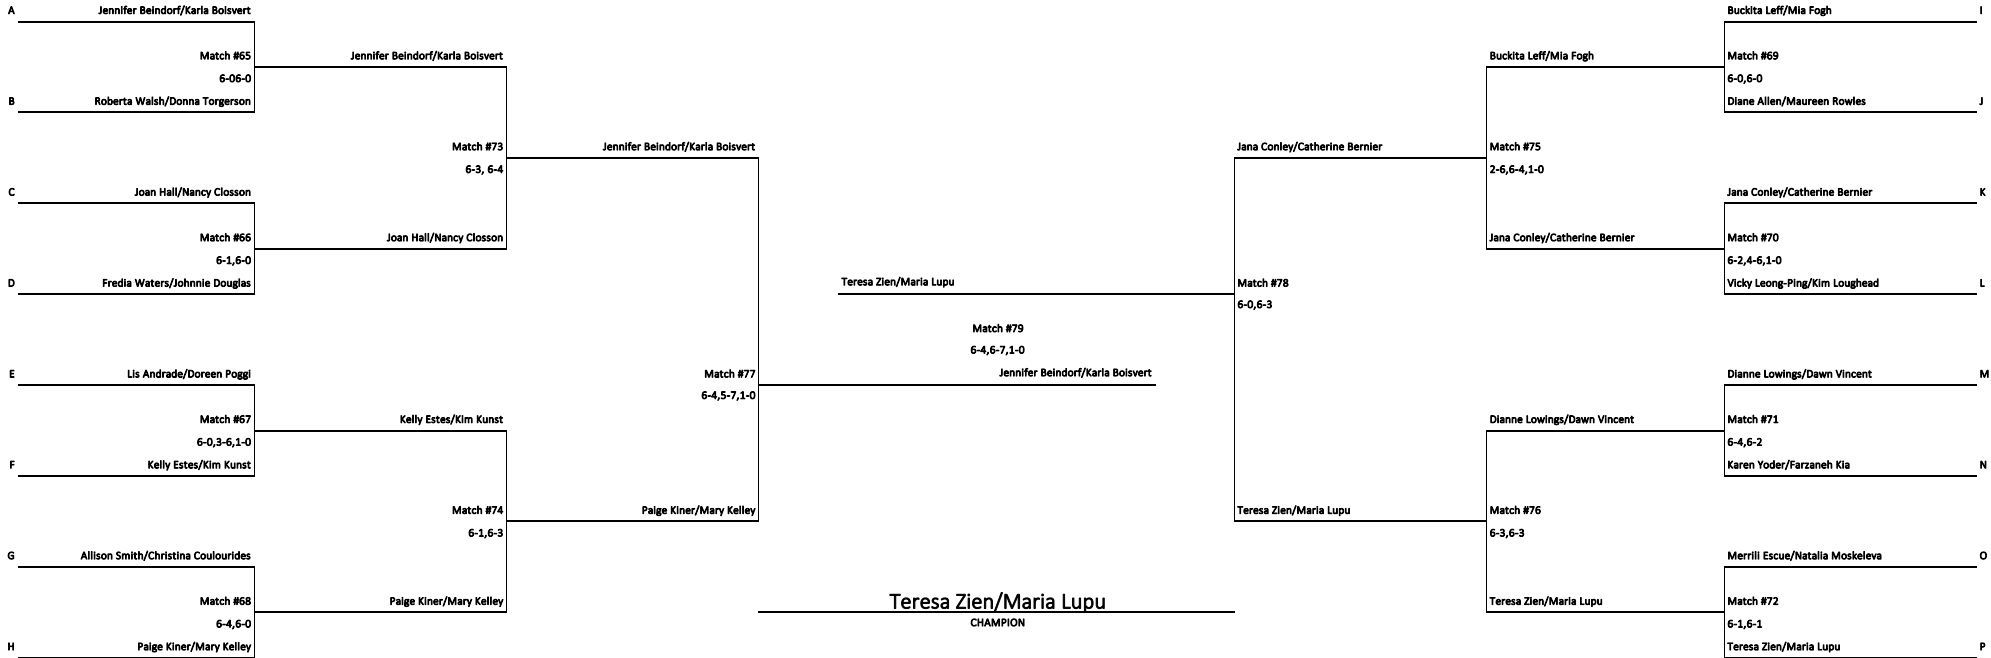 A Jennifer Beindorf/Karla Boisvert
Match #65
6-06-0
B Roberta Walsh/Donna Torgerson
C Joan Hall/Nancy Closson
Match #66
6-1,6-0
D Fredia Waters/Johnnie Douglas
E Lis Andrade/Doreen Poggi
Match #67
6-0,3-6,1-0
F Kelly Estes/Kim Kunst
G Allison Smith/Christina Coulourides
Match #68
6-4,6-0
H Paige Kiner/Mary Kelley
Jennifer Beindorf/Karla Boisvert
Match #73
6-3, 6-4
Joan Hall/Nancy Closson
Kelly Estes/Kim Kunst
Match #74
6-1,6-3
Paige Kiner/Mary Kelley
Jennifer Beindorf/Karla Boisvert
Match #77
6-4,5-7,1-0
Paige Kiner/Mary Kelley
Teresa Zien/Maria Lupu
Match #79
6-4,6-7,1-0
Jennifer Beindorf/Karla Boisvert
Teresa Zien/Maria Lupu
CHAMPION
Jana Conley/Catherine Bernier
Match #78
6-0,6-3
Teresa Zien/Maria Lupu
Buckita Leff/Mia Fogh
Match #75
2-6,6-4,1-0
Jana Conley/Catherine Bernier
Dianne Lowings/Dawn Vincent
Match #76
6-3,6-3
Teresa Zien/Maria Lupu
Buckita Leff/Mia Fogh I
Match #69
6-0,6-0
Diane Allen/Maureen Rowles J
Jana Conley/Catherine Bernier K
Match #70
6-2,4-6,1-0
Vicky Leong-Ping/Kim Loughead L
Dianne Lowings/Dawn Vincent M
Match #71
6-4,6-2
Karen Yoder/Farzaneh Kia N
Merrili Escue/Natalia Moskeleva O
Match #72
6-1,6-1
Teresa Zien/Maria Lupu P